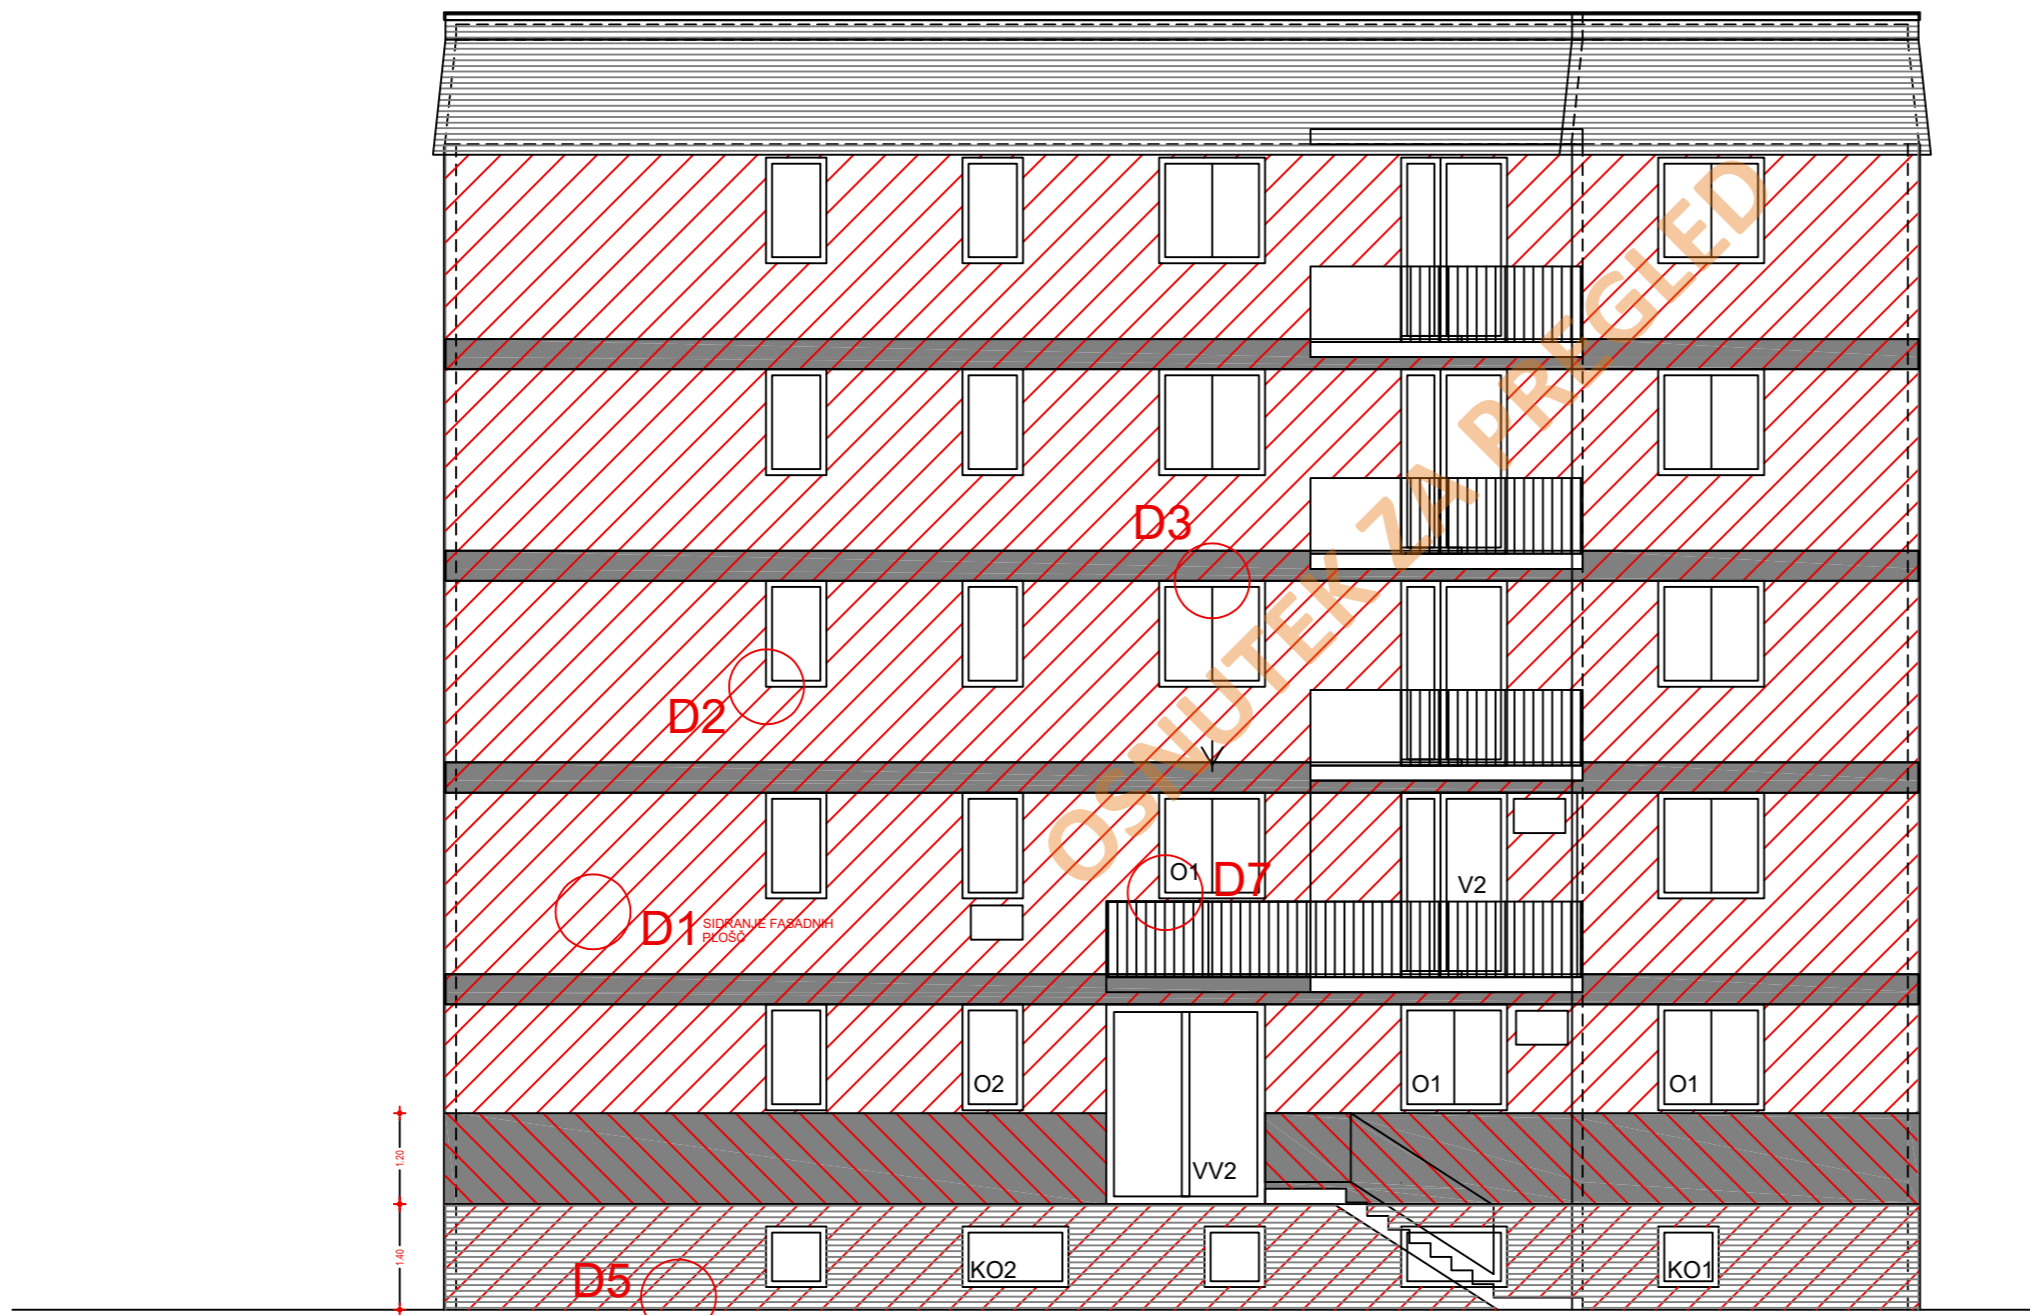 OSNUTEK ZA PREGLED
D3
D2
O1
D7
V2
D1
SIDRANJE FASADNIH
PLOŠČ
O2
O1
O1
1.20
VV2
1.40
D5
KO2
KO1